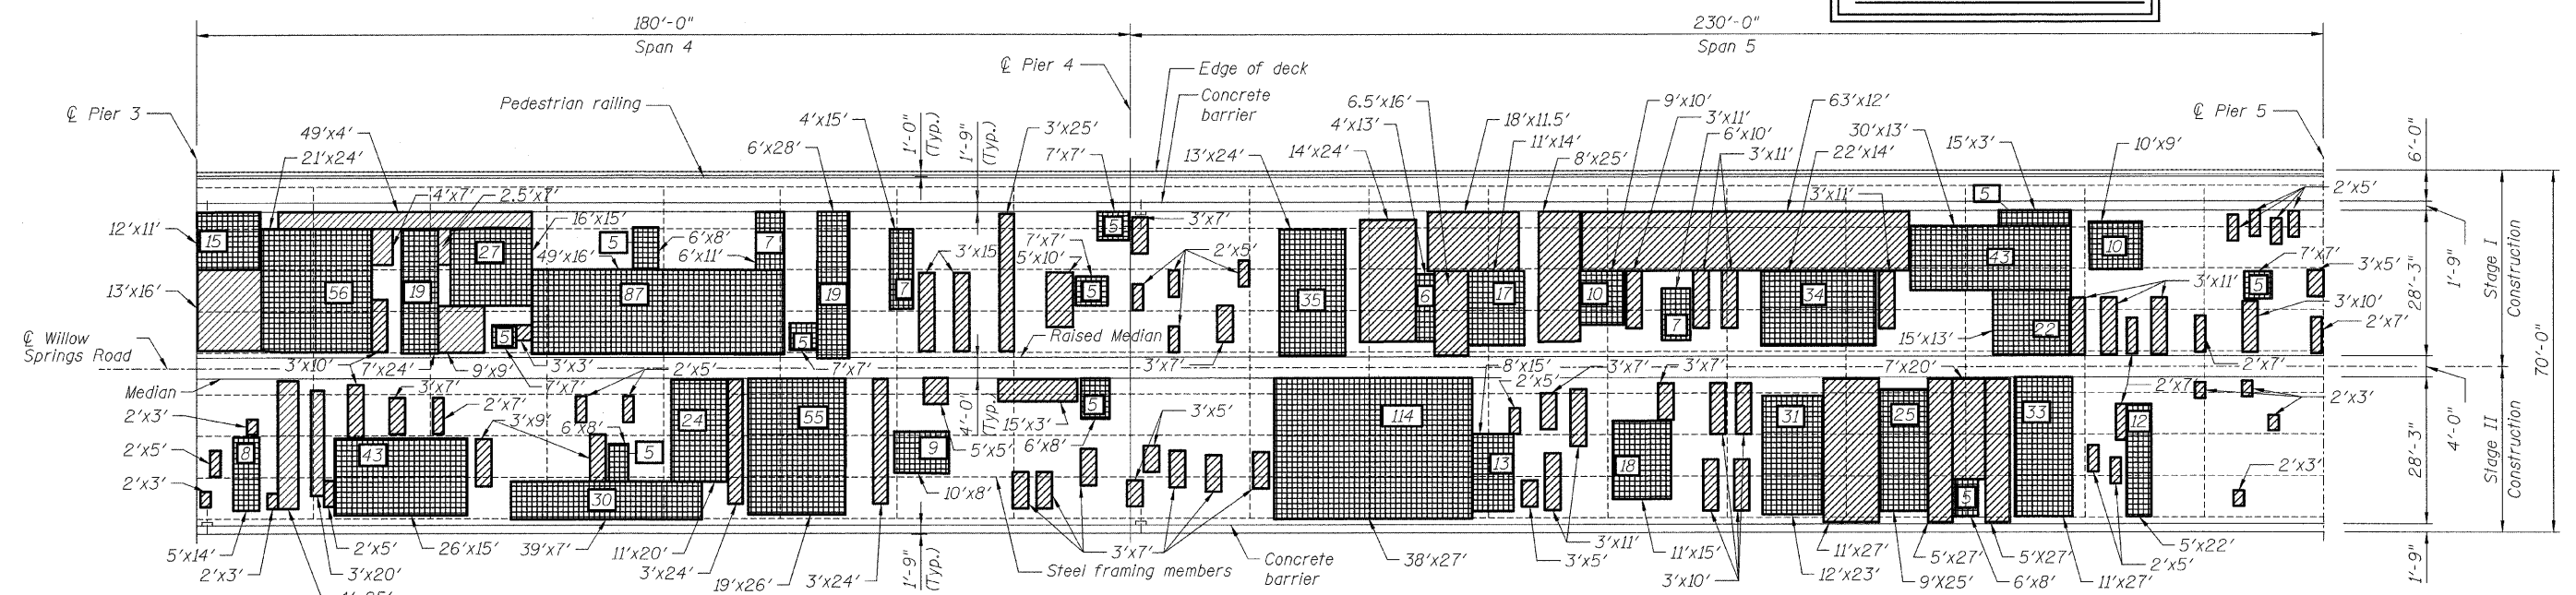 180'-0"
Span 4
230'-0"
Span 5
℄ Pier 3
Pedestrian railing
℄ Pier 4
Edge of deck
Concrete
barrier
℄ Pier 5
49'x4'
21'x24'
4'x7'
2.5'x7'
12'x11'
16'x15'
6'x8'
6'x11'
49'x16'
13'x16'
6'x28'
4'x15'
1'-0"
(Typ.)
1'-9"
(Typ.)
3'x25'
7'x7'
3'x15'
7'x7'
5'x10'
3'x7'
2'x5'
3'x7'
13'x24'
14'x24'
4'x13'
6.5'x16'
18'x11.5'
11'x14'
8'x25'
9'x10'
3'x11'
6'x10'
3'x11'
63'x12'
22'x14'
3'x11'
30'x13'
15'x3'
10'x9'
2'x5'
7'x7'
3'x5'
3'x11'
3'x10'
2'x7'
15'x13'
2'x7'
6'-0"
1'-9"
28'-3"
Stage I
Construction
70'-0"
15
56
19
27
5
87
7
5
5
19
7
5
5
35
6
17
10
7
34
5
43
22
10
5
℄ Willow
Springs Road
Median
Raised Median
3'x10'
7'x24'
9'x9'
7'x7'
3'x3'
7'x7'
2'x3'
2'x5'
2'x3'
3'x7'
2'x7'
3'x9'
2'x5'
6'x8'
8
43
5
30
24
55
9
5
114
13
18
31
25
5
33
12
4'-0"
(Typ.)
15'x3'
6'x8'
5'x5'
10'x8'
3'x5'
8'x15'
2'x5'
3'x7'
3'x7'
7'x20'
2'x7'
2'x3'
2'x3'
28'-3"
4'-0"
Stage II
Construction
1'-9"
5'x14'
2'x3'
3'x20'
2'x5'
26'x15'
39'x7'
11'x20'
3'x24'
19'x26'
3'x24'
1'-9"
(Typ.)
Steel framing members
3'x7'
Concrete
barrier
38'x27'
3'x5'
3'x11'
11'x15'
3'x10'
12'x23'
11'x27'
9'x25'
5'x27'
6'x8'
5'x27'
11'x27'
5'x22'
2'x5'